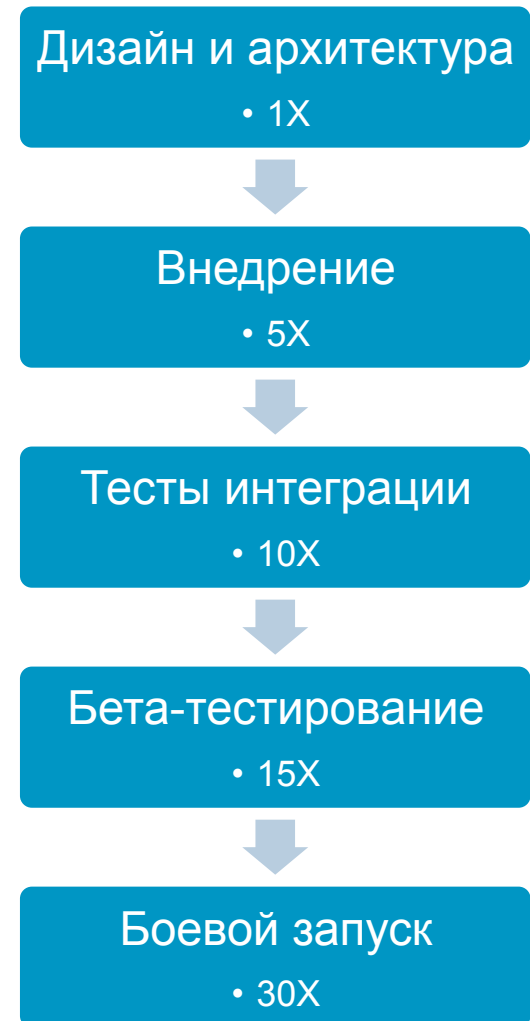 Дизайн и архитектура
• 1X
Внедрение
• 5X
Тесты интеграции
• 10X
Бета-тестирование
• 15X
Боевой запуск
• 30X